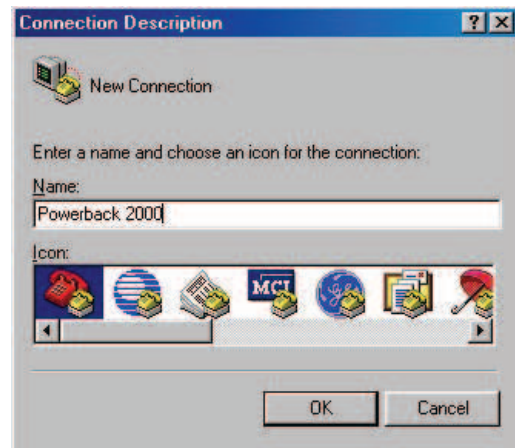 Connection Description
New Connection
Enter a name and choose an icon for the connection:
Name:
Powerback 2000
Icon:
MCI
OK
Cancel